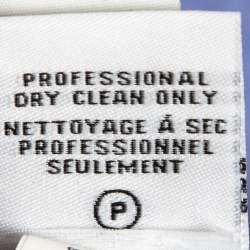 PROFESSIONAL
DRY CLEAN ONLY
NETTOYAGE Á SEC
PROFESSIONNEL
SEULEMENT
P